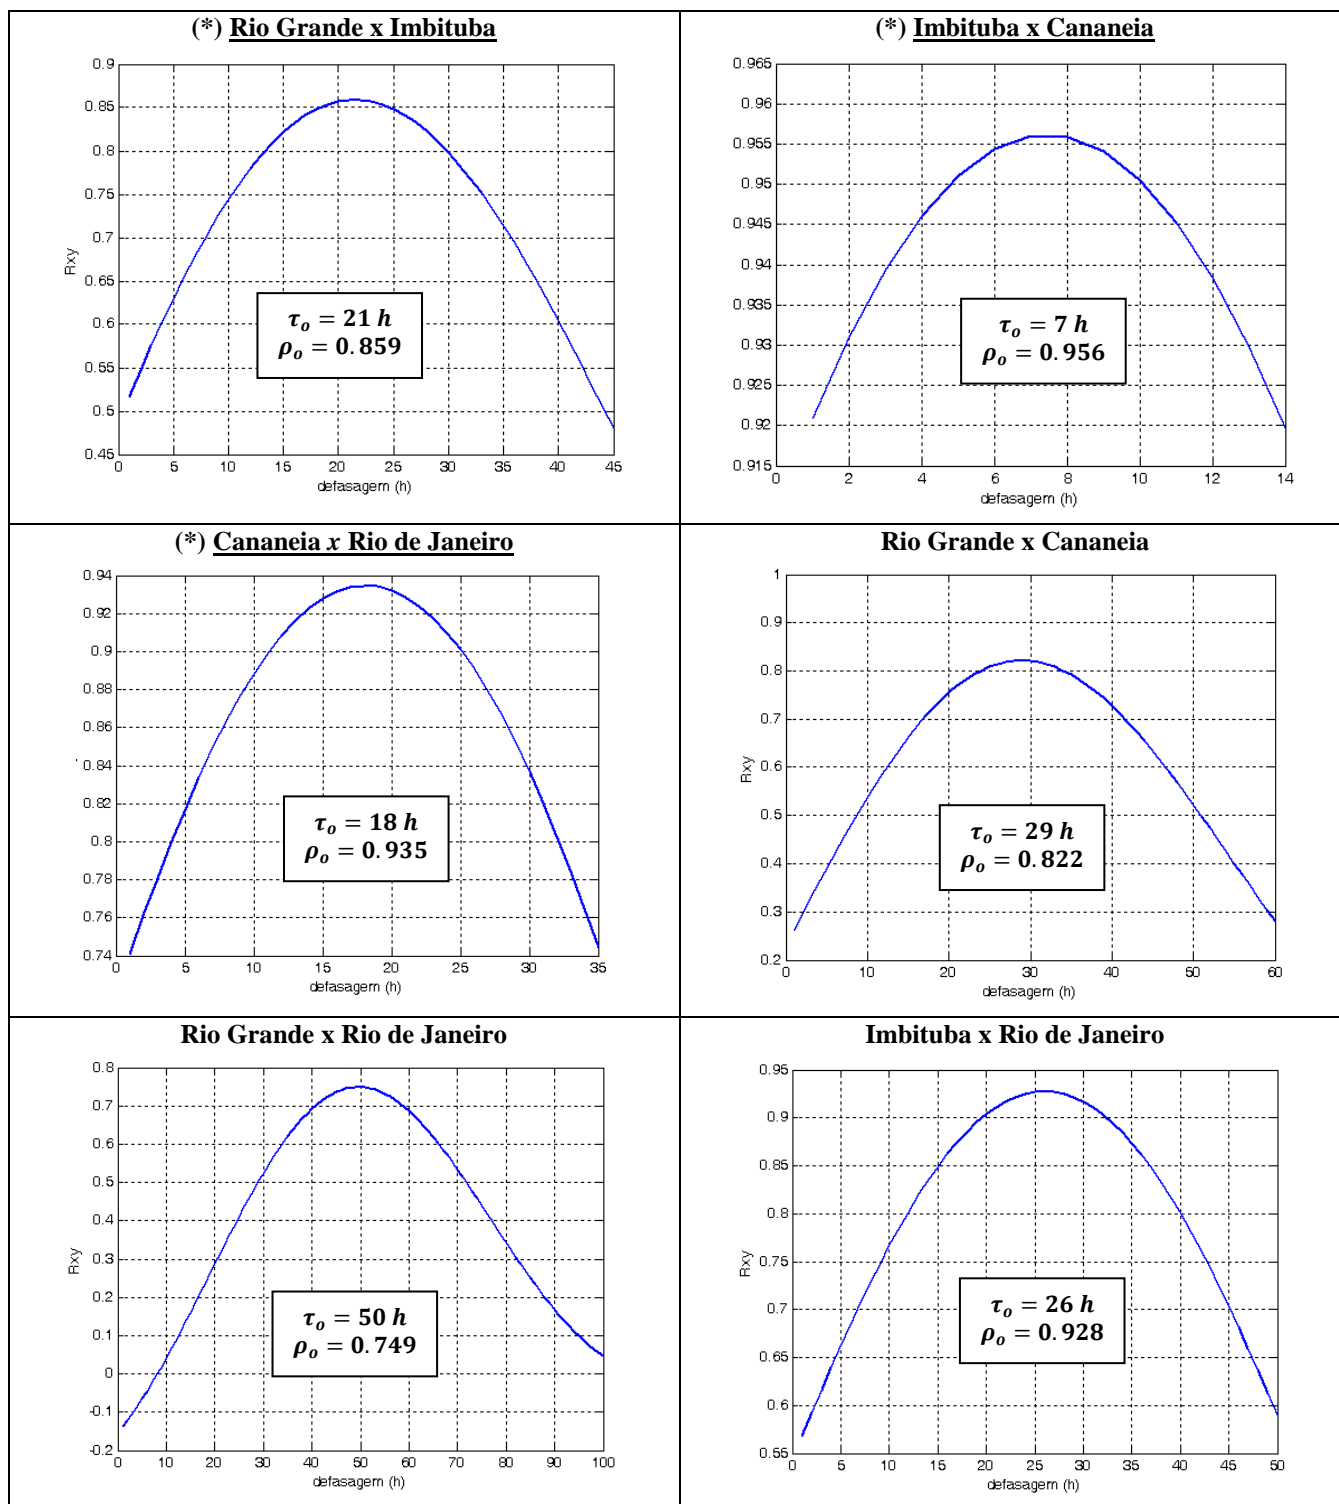 (*) Rio Grande x Imbituba
0.9
0.85
0.8
0.75
0.7
0.65
0.6
0.55
0.5
0.45
Rxy
0 5 10 15 20 25 30 35 40 45
defasagem (h)
τₒ = 21 h
ρₒ = 0.859
(*) Imbituba x Cananeia
0.965
0.96
0.955
0.95
0.945
0.94
0.935
0.93
0.925
0.92
0.915
0 2 4 6 8 10 12 14
defasagem (h)
τₒ = 7 h
ρₒ = 0.956
(*) Cananeia x Rio de Janeiro
0.94
0.92
0.9
0.88
0.86
0.84
0.82
0.8
0.78
0.76
0.74
0 5 10 15 20 25 30 35
defasagem (h)
τₒ = 18 h
ρₒ = 0.935
Rio Grande x Cananeia
1
0.9
0.8
0.7
0.6
0.5
0.4
0.3
0.2
Rxy
0 10 20 30 40 50 60
defasagem (h)
τₒ = 29 h
ρₒ = 0.822
Rio Grande x Rio de Janeiro
0.8
0.7
0.6
0.5
0.4
0.3
0.2
0.1
0
-0.1
-0.2
Rxy
0 10 20 30 40 50 60 70 80 90 100
defasagem (h)
τₒ = 50 h
ρₒ = 0.749
Imbituba x Rio de Janeiro
0.95
0.9
0.85
0.8
0.75
0.7
0.65
0.6
0.55
Rxy
0 5 10 15 20 25 30 35 40 45 50
defasagem (h)
τₒ = 26 h
ρₒ = 0.928